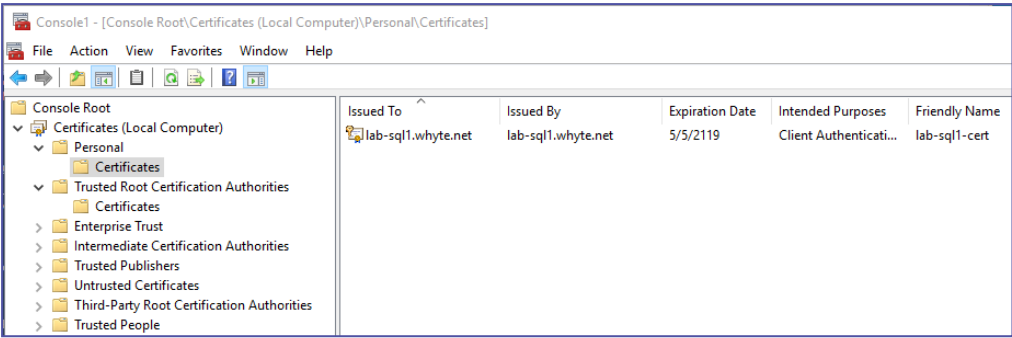 Console1 - [Console Root\Certificates (Local Computer)\Personal\Certificates]
File Action View Favorites Window Help
Console Root
Certificates (Local Computer)
Personal
Certificates
Trusted Root Certification Authorities
Certificates
Enterprise Trust
Intermediate Certification Authorities
Trusted Publishers
Untrusted Certificates
Third-Party Root Certification Authorities
Trusted People
Issued To Issued By Expiration Date Intended Purposes Friendly Name
lab-sql1.whyte.net lab-sql1.whyte.net 5/5/2119 Client Authenticati... lab-sql1-cert